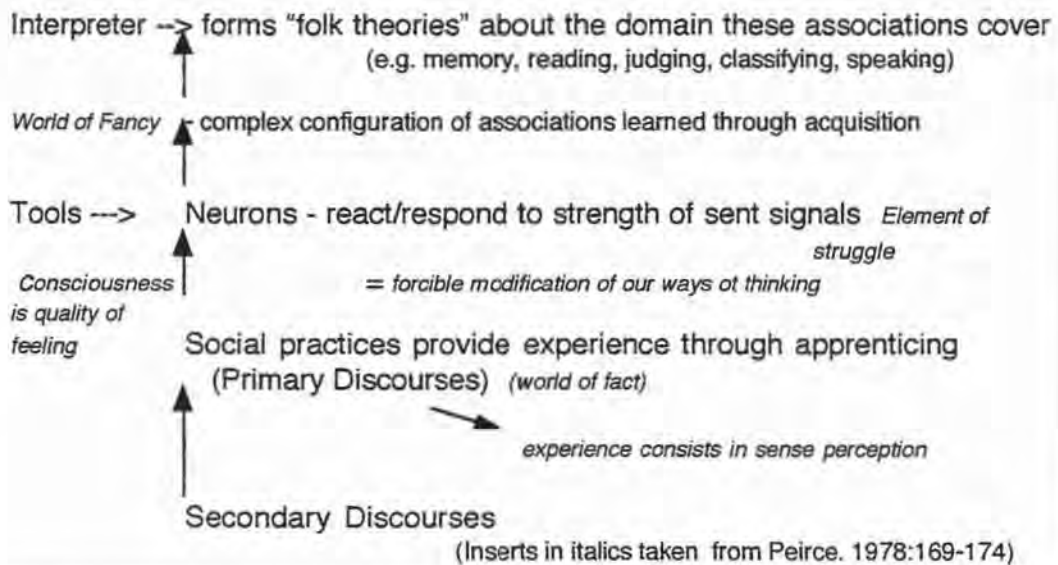 Interpreter --> forms "folk theories" about the domain these associations cover
(e.g. memory, reading, judging, classifying, speaking)
World of Fancy - complex configuration of associations learned through acquisition
Tools ---> Neurons - react/respond to strength of sent signals Element of
struggle
Consciousness = forcible modification of our ways ot thinking
is quality of
feeling Social practices provide experience through apprenticing
(Primary Discourses) (world of fact)
experience consists in sense perception
Secondary Discourses
(Inserts in italics taken from Peirce. 1978:169-174)